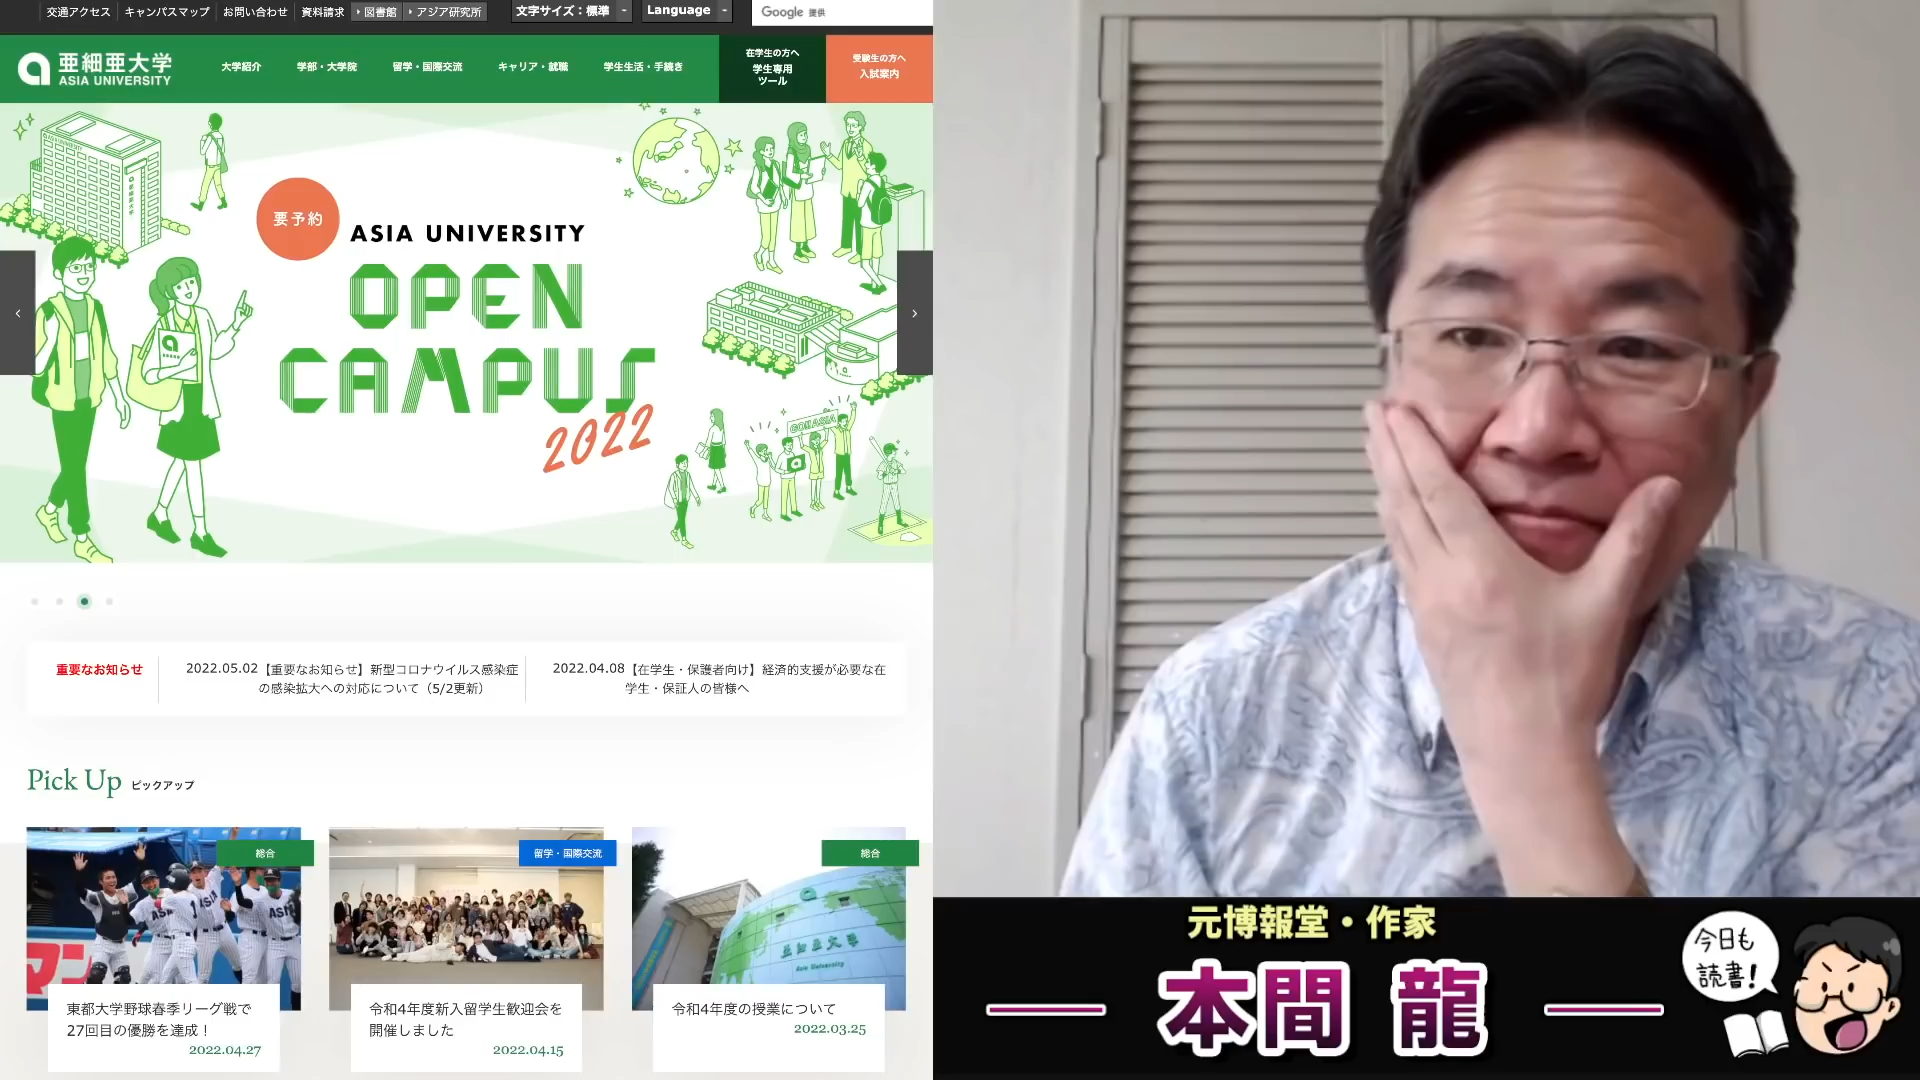 交通アクセス
キャンパスマップ
お問い合わせ
資料請求
図書館
アジア研究所
文字サイズ：標準
Language
Google 提供
亜細亜大学
ASIA UNIVERSITY
大学紹介
学部・大学院
留学・国際交流
キャリア・就職
学生生活・手続き
在学生の方へ
学生専用
ツール
受験生の方へ
入試案内
要予約
ASIA UNIVERSITY
OPEN
CAMPUS
2022
GO!! ASIA
重要なお知らせ
2022.05.02【重要なお知らせ】新型コロナウイルス感染症
の感染拡大への対応について（5/2更新）
2022.04.08【在学生・保護者向け】経済的支援が必要な在
学生・保証人の皆様へ
Pick Up ピックアップ
総合
東都大学野球春季リーグ戦で
27回目の優勝を達成！
2022.04.27
留学・国際交流
令和4年度新入留学生歓迎会を
開催しました
2022.04.15
総合
亜細亜大学
Asia University
令和4年度の授業について
2022.03.25
元博報堂・作家
本間 龍
今日も
読書！